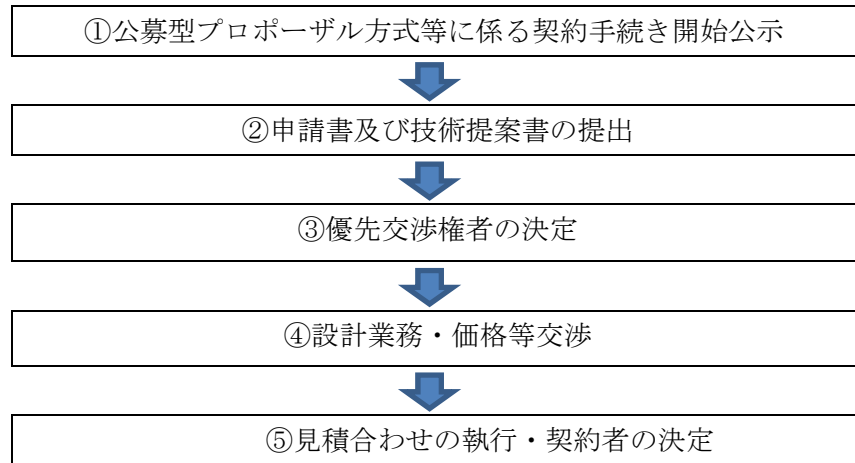 ①公募型プロポーザル方式等に係る契約手続き開始公示
②申請書及び技術提案書の提出
③優先交渉権者の決定
④設計業務・価格等交渉
⑤見積合わせの執行・契約者の決定